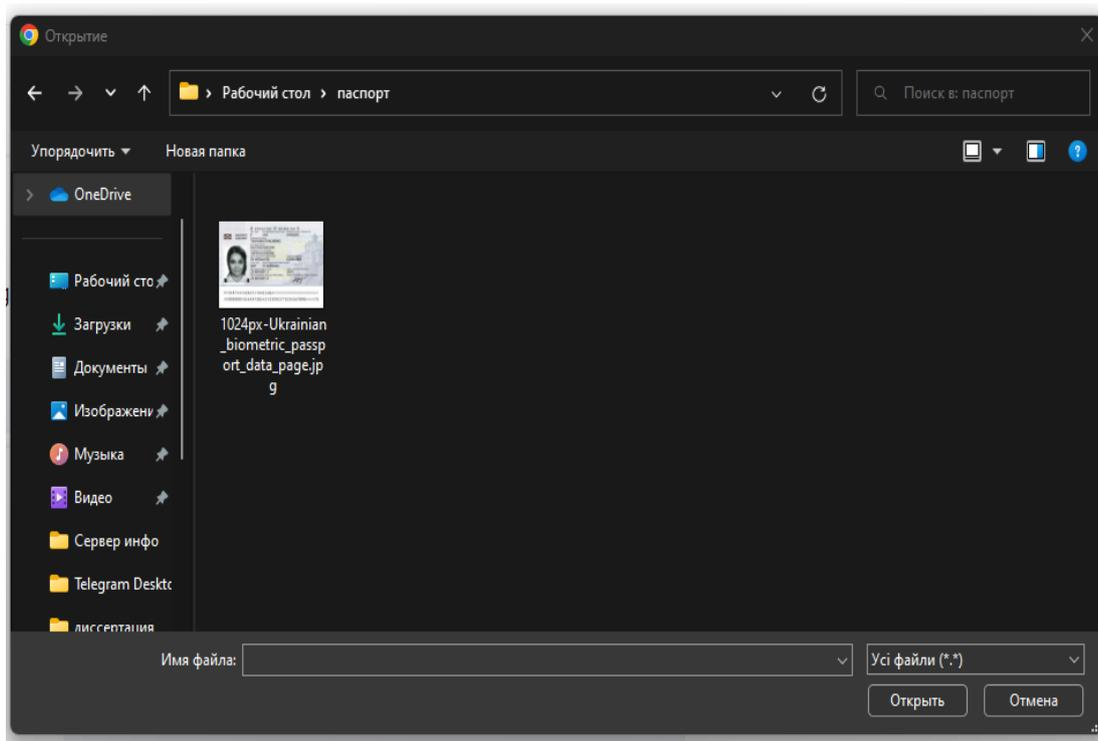 Открытие
Рабочий стол › паспорт
Поиск в: паспорт
Упорядочить
Новая папка
OneDrive
Рабочий сто
Загрузки
Документы
Изображени
Музыка
Видео
Сервер инфо
Telegram Deskto
диссертация
1024px-Ukrainian
_biometric_passp
ort_data_page.jp
g
Имя файла:
Усі файли (*.*)
Открыть
Отмена